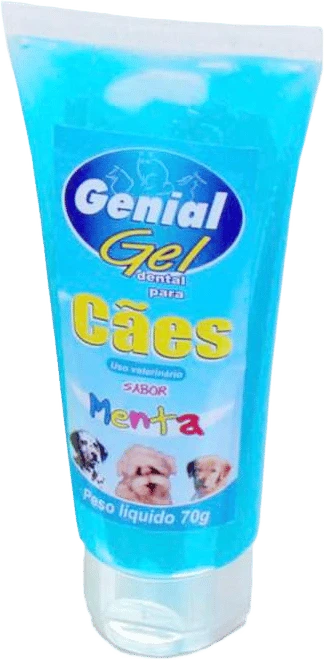 Genial
Gel
dental
para
Cães
Uso veterinário
SABOR
Menta
Peso líquido 70g